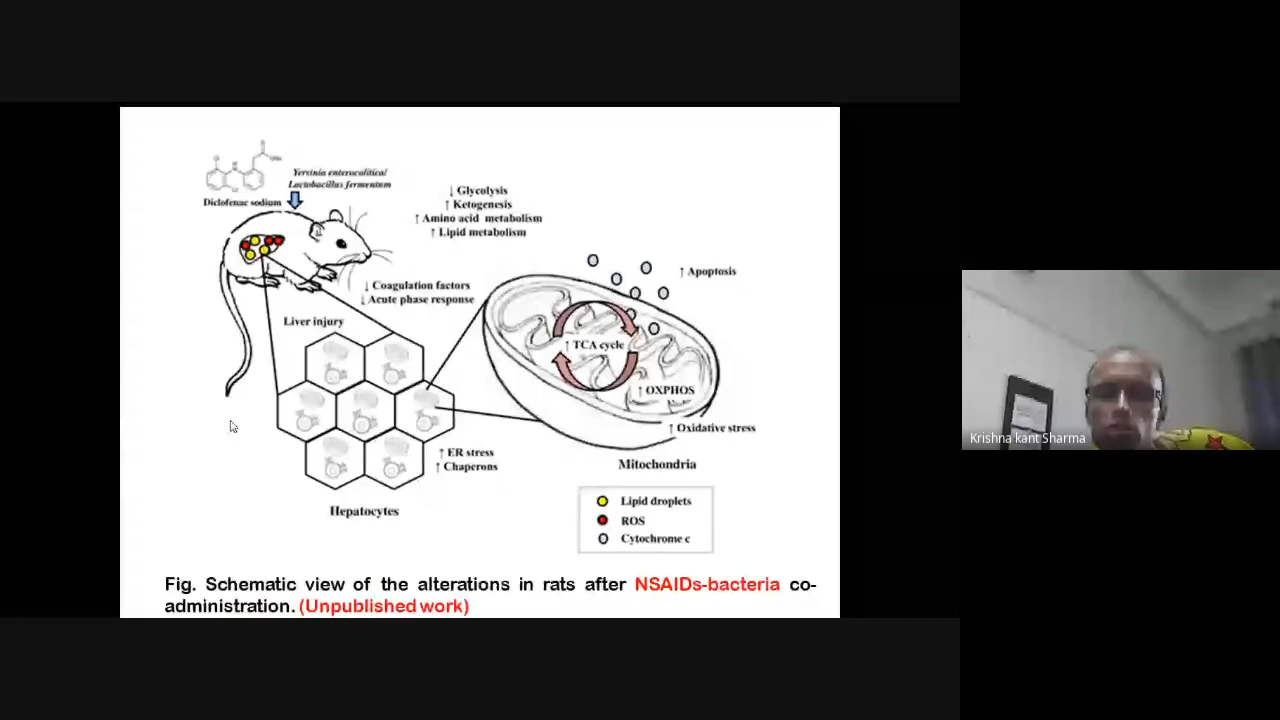 Yersinia enterocolitica/
Lactobacillus fermentum
Diclofenac sodium
↓ Glycolysis
↑ Ketogenesis
↑ Amino acid metabolism
↑ Lipid metabolism
↑ Apoptosis
↓ Coagulation factors
↓ Acute phase response
Liver injury
↑ TCA cycle
↑ OXPHOS
↑ Oxidative stress
↑ ER stress
↑ Chaperons
Mitochondria
Hepatocytes
Lipid droplets
ROS
Cytochrome c
Fig. Schematic view of the alterations in rats after NSAIDs-bacteria co-
administration. (Unpublished work)
Krishna kant Sharma